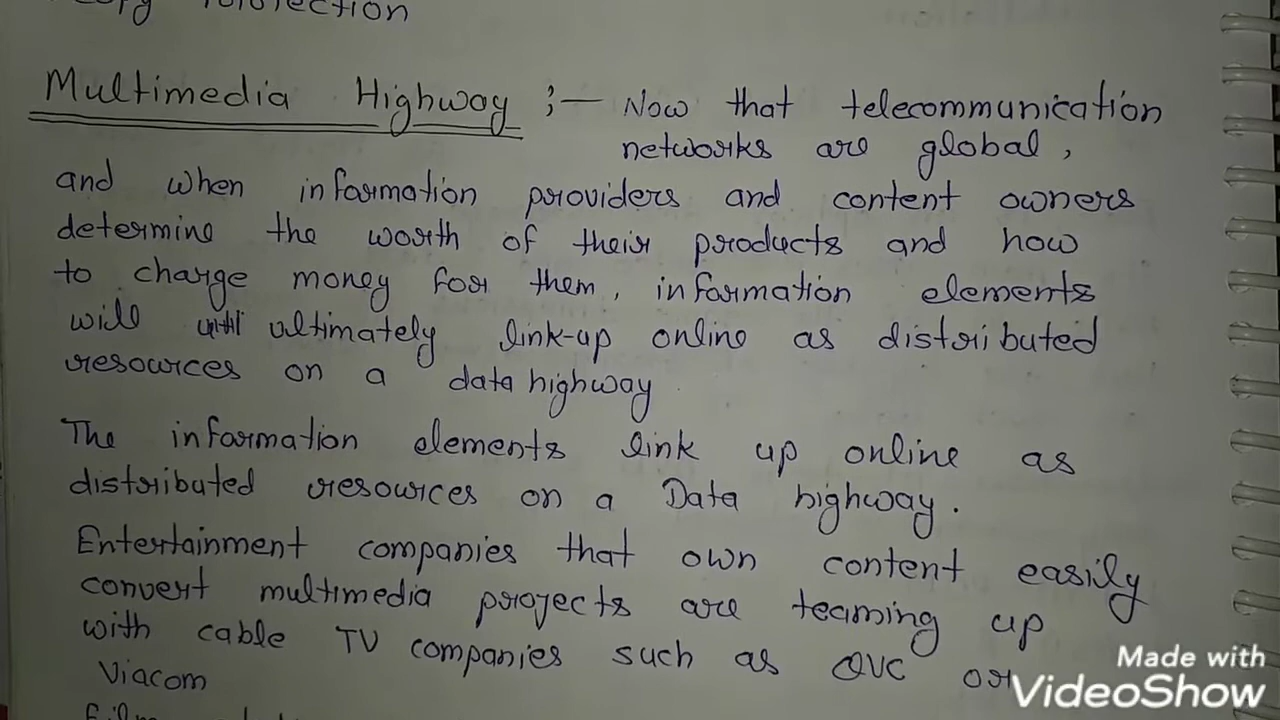 Copy Protection
Multimedia Highway ;— Now that telecommunication
networks are global,
and when information providers and content owners
determine the worth of their products and how
to charge money for them, information elements
will ultimately link-up online as distributed
resources on a data highway
The information elements link up online as
distributed resources on a Data highway.
Entertainment companies that own content easily
convert multimedia projects are teaming up
with cable TV companies such as QVC or
Viacom
Made with
VideoShow